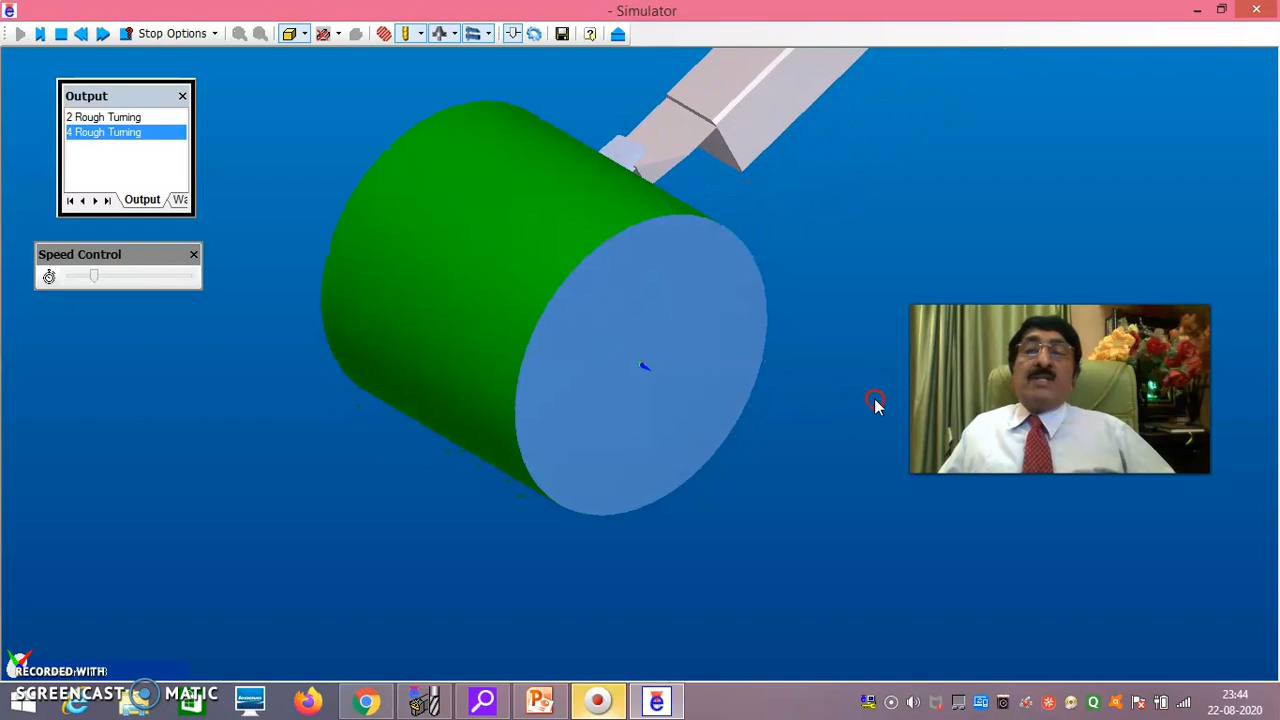 - Simulator
Stop Options
Output
2 Rough Turning
4 Rough Turning
Output
Wa
Speed Control
RECORDED WITH
SCREENCAST MATIC
23:44
22-08-2020